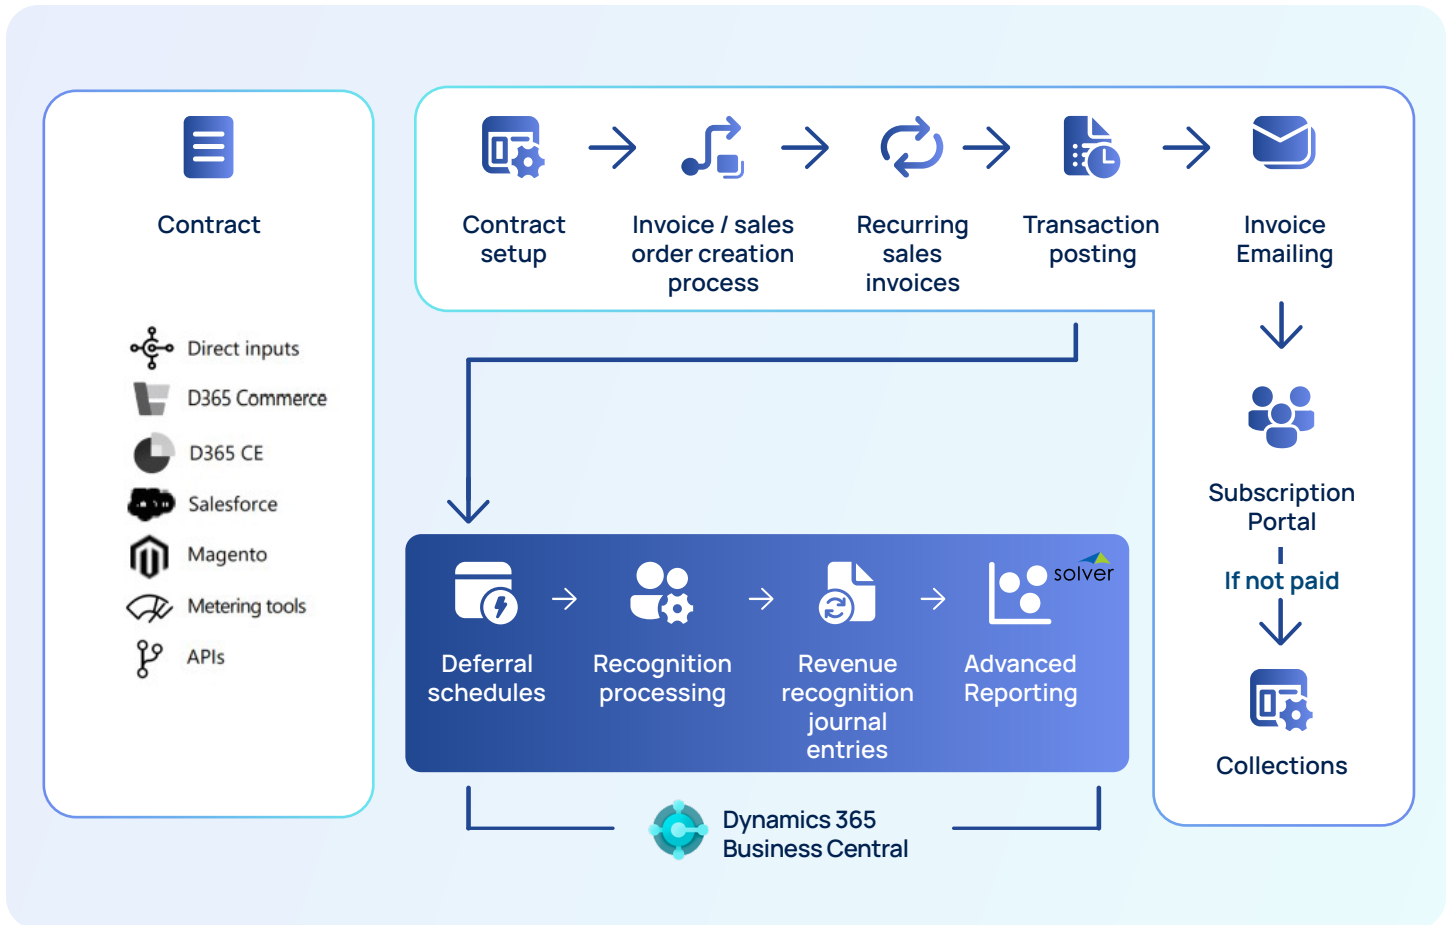 Contract
Direct inputs
D365 Commerce
D365 CE
Salesforce
Magento
Metering tools
APIs
Contract
setup
Invoice / sales
order creation
process
Recurring
sales
invoices
Transaction
posting
Invoice
Emailing
Subscription
Portal
If not paid
Collections
Deferral
schedules
Recognition
processing
Revenue
recognition
journal
entries
solver
Advanced
Reporting
Dynamics 365
Business Central